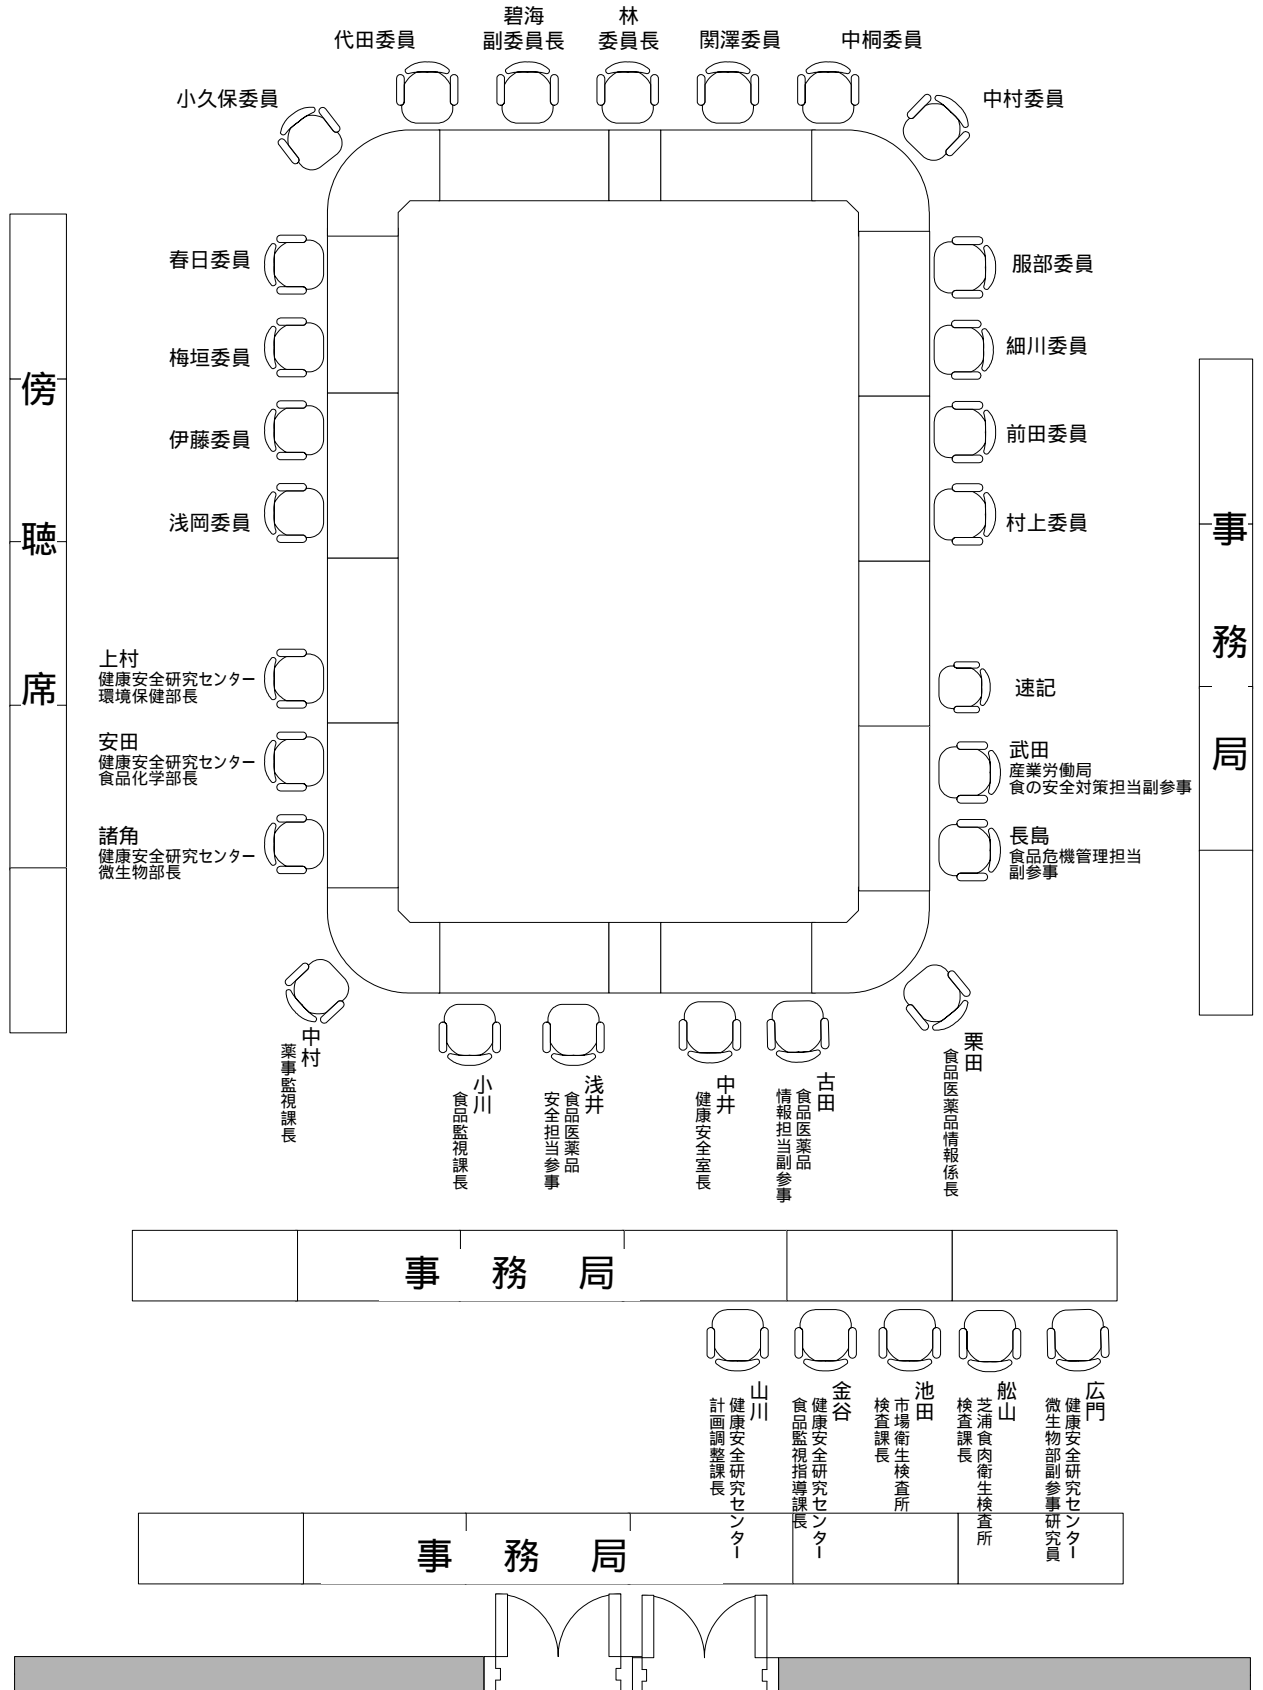 碧海
副委員長
林
委員長
代田委員
関澤委員
中桐委員
小久保委員
中村委員
春日委員
服部委員
梅垣委員
細川委員
伊藤委員
前田委員
浅岡委員
村上委員
傍聴席
事務局
上村
健康安全研究センター
環境保健部長
速記
安田
健康安全研究センター
食品化学部長
武田
産業労働局
食の安全対策担当副参事
諸角
健康安全研究センター
微生物部長
長島
食品危機管理担当
副参事
中村
薬事監視課長
小川
食品監視課長
浅井
食品医薬品
安全担当参事
中井
健康安全室長
古田
食品医薬品
情報担当副参事
栗田
食品医薬品情報係長
事務局
山川
健康安全研究センター
計画調整課長
金谷
健康安全研究センター
食品監視指導課長
池田
市場衛生検査所
検査課長
舩山
芝浦食肉衛生検査所
検査課長
広門
健康安全研究センター
微生物部副参事研究員
事務局